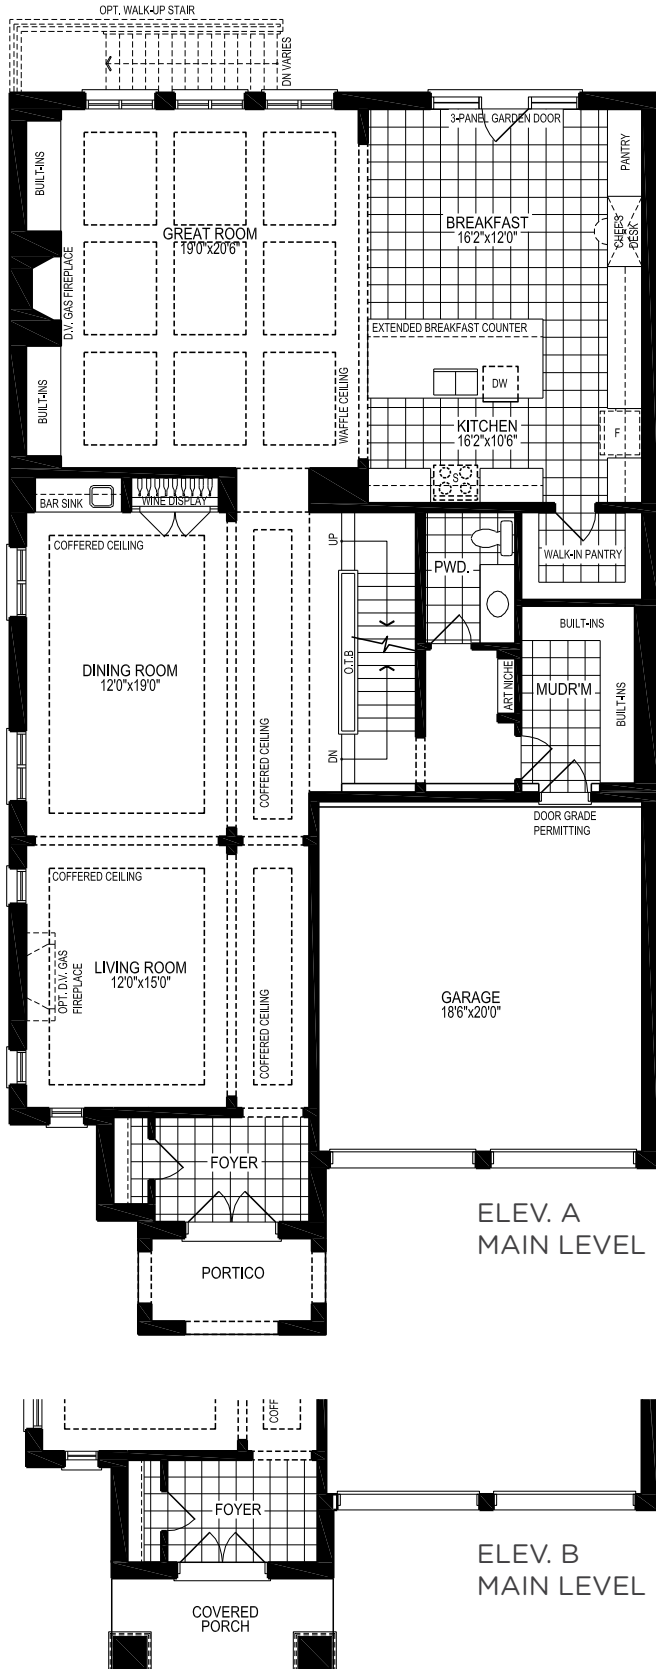 OPT. WALK-UP STAIR
DN VARIES
3-PANEL GARDEN DOOR
BUILT-INS
PANTRY
GREAT ROOM
19'0"x20'6"
BREAKFAST
16'2"x12'0"
CHEF'S
DESK
D.V. GAS FIREPLACE
EXTENDED BREAKFAST COUNTER
BUILT-INS
WAFFLE CEILING
DW
KITCHEN
16'2"x10'6"
F
S
BAR SINK
WINE DISPLAY
COFFERED CEILING
UP
PWD.
WALK-IN PANTRY
BUILT-INS
DINING ROOM
12'0"x19'0"
O.T.B
ART NICHE
MUDR'M
BUILT-INS
COFFERED CEILING
DN
DOOR GRADE
PERMITTING
COFFERED CEILING
LIVING ROOM
12'0"x15'0"
OPT. D.V. GAS
FIREPLACE
COFFERED CEILING
GARAGE
18'6"x20'0"
FOYER
ELEV. A
MAIN LEVEL
PORTICO
COFF
FOYER
ELEV. B
MAIN LEVEL
COVERED
PORCH